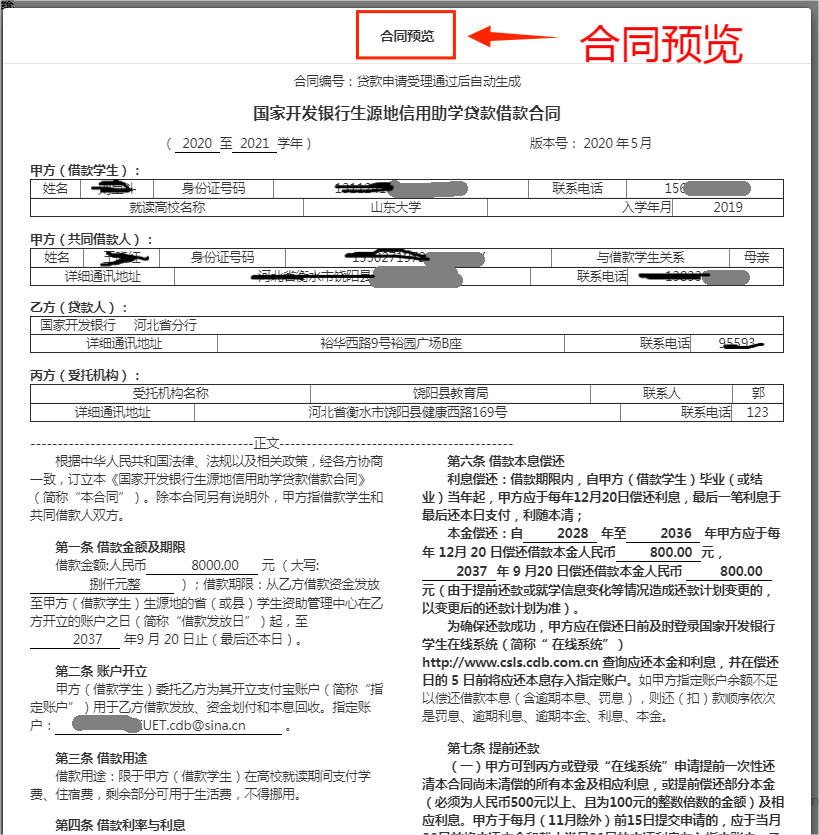 合同预览
合同预览
合同编号：贷款申请受理通过后自动生成
国家开发银行生源地信用助学贷款借款合同
（ 2020 至 2021 学年） 版本号： 2020 年 5 月
甲方（借款学生）：
姓名 身份证号码 联系电话 156
就读高校名称 山东大学 入学年月 2019
甲方（共同借款人）：
姓名 身份证号码 与借款学生关系 母亲
详细通讯地址 河北省衡水市饶阳县 联系电话
乙方（贷款人）：
国家开发银行 河北省分行
详细通讯地址 裕华西路9号裕园广场B座 联系电话 95593
丙方（受托机构）：
受托机构名称 饶阳县教育局 联系人 郭
详细通讯地址 河北省衡水市饶阳县健康西路169号 联系电话 123
----------------------------------------正文------------------------------------------
根据中华人民共和国法律、法规以及相关政策，经各方协商
一致，订立本《国家开发银行生源地信用助学贷款借款合同》
（简称“本合同”）。除本合同另有说明外，甲方指借款学生和
共同借款人双方。
第一条 借款金额及期限
借款金额:人民币 8000.00 元 （大写:
捌仟元整 ）；借款期限：从乙方借款资金发放
至甲方（借款学生）生源地的省（或县）学生资助管理中心在乙
方开立的账户之日（简称“借款发放日”）起，至
2037 年9 月 20 日止（最后还本日）。
第二条 账户开立
甲方（借款学生）委托乙方为其开立支付宝账户（简称“指
定账户”）用于乙方借款发放、资金划付和本息回收。指定账
户： UET.cdb@sina.cn 。
第三条 借款用途
借款用途：限于甲方（借款学生）在高校就读期间支付学
费、住宿费，剩余部分可用于生活费，不得挪用。
第四条 借款利率与利息
第六条 借款本息偿还
利息偿还：借款期限内，自甲方（借款学生）毕业（或结
业）当年起，甲方应于每年12月20日偿还利息，最后一笔利息于
最后还本日支付，利随本清；
本金偿还：自 2028 年至 2036 年甲方应于每
年 12月 20 日偿还借款本金人民币 800.00 元，
2037 年 9 月20 日偿还借款本金人民币 800.00
元（由于提前还款或就学信息变化等情况造成还款计划变更的，
以变更后的还款计划为准）。
为确保还款成功，甲方应在偿还日前及时登录国家开发银行
学生在线系统（简称“ 在线系统”）
http://www.csls.cdb.com.cn 查询应还本金和利息，并在偿还
日的 5 日前将应还本息存入指定账户。如甲方指定账户余额不足
以偿还借款本息（含逾期本息、罚息），则还（扣）款顺序依次
是罚息、逾期利息、逾期本金、利息、本金。
第七条 提前还款
（一）甲方可到丙方或登录“在线系统”申请提前一次性还
清本合同尚未清偿的所有本金及相应利息，或提前偿还部分本金
（必须为人民币500元以上、且为100元的整数倍数的金额）及相
应利息。甲方于每月（11月除外）前15日提交申请的，应于当月